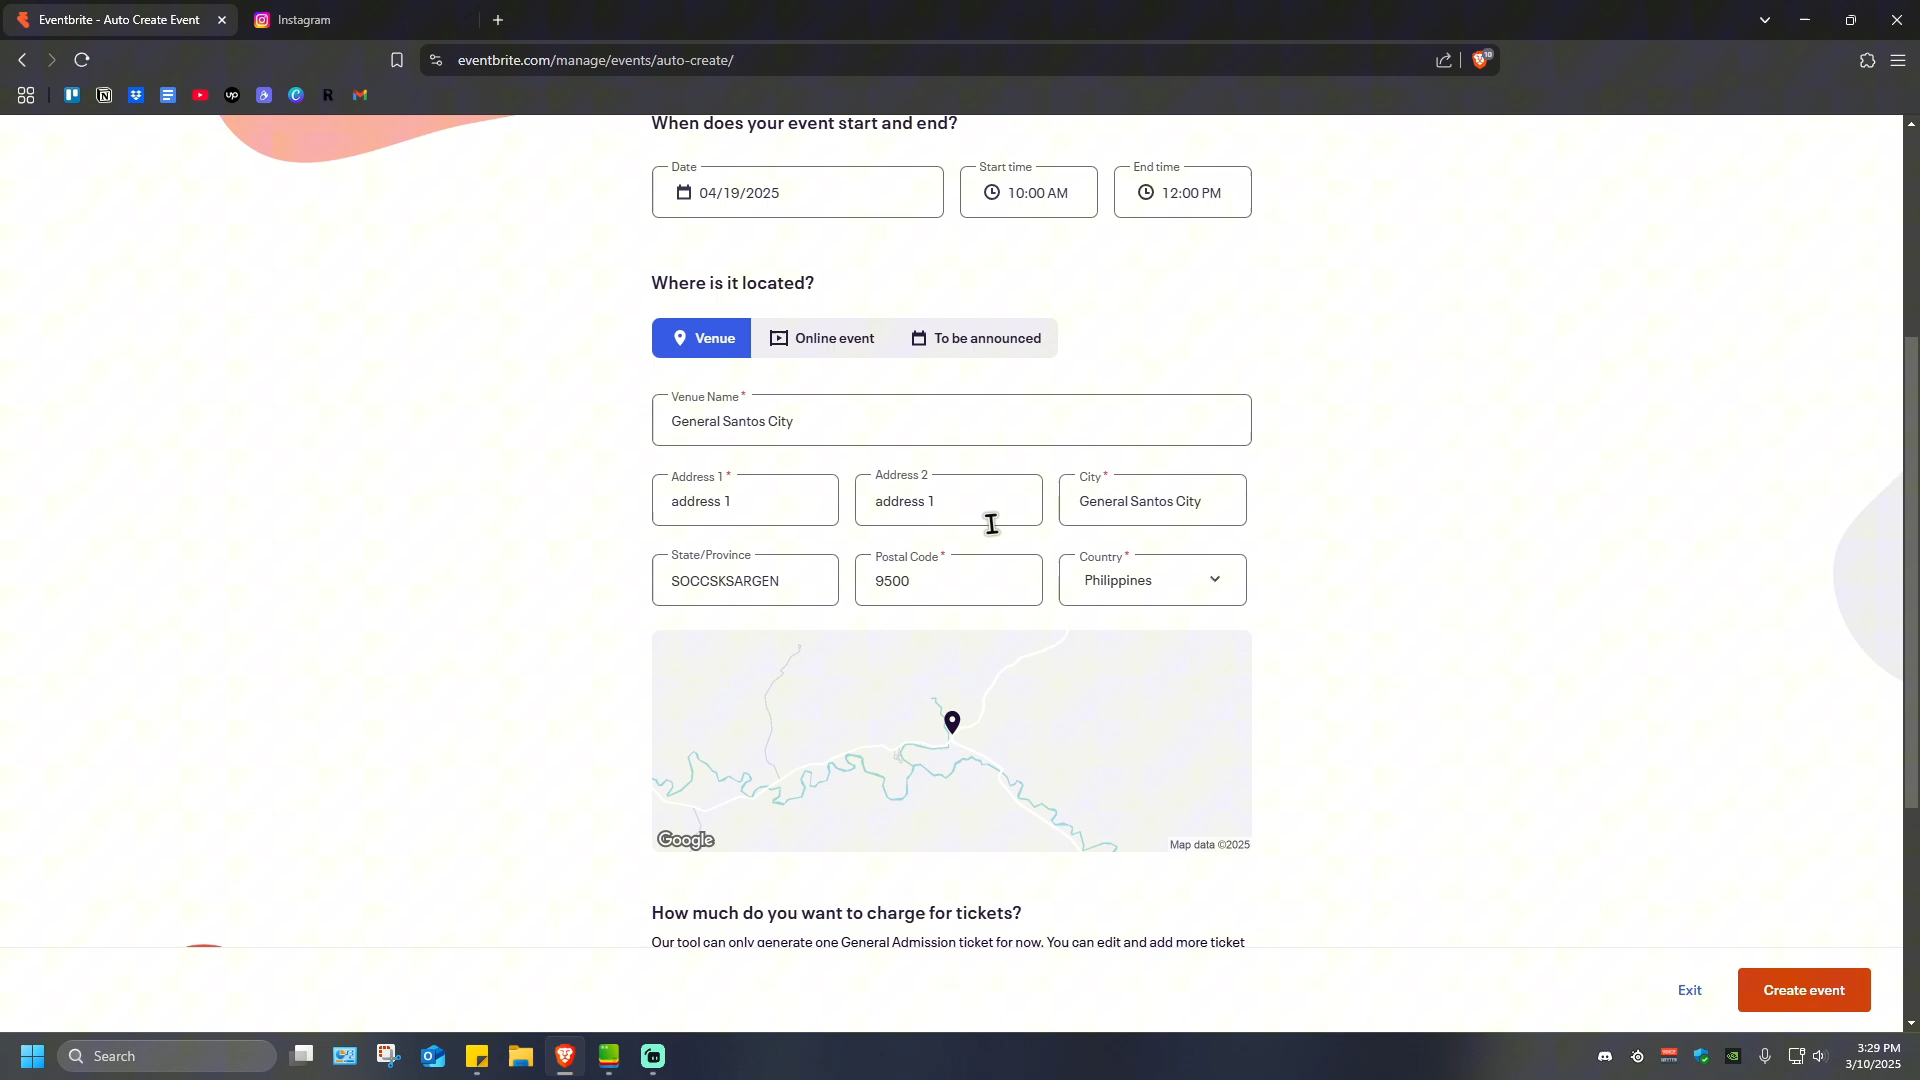 Eventbrite - Auto Create Event
Instagram
eventbrite.com/manage/events/auto-create/
10
up
R
When does your event start and end?
Date
Start time
End time
04/19/2025
10:00 AM
12:00 PM
Where is it located?
Venue
Online event
To be announced
Venue Name *
General Santos City
Address 1 *
Address 2
City *
address 1
address 1
General Santos City
State/Province
Postal Code *
Country *
SOCCSKSARGEN
9500
Philippines
Google
Map data ©2025
How much do you want to charge for tickets?
Our tool can only generate one General Admission ticket for now. You can edit and add more ticket
Exit
Create event
Search
3:29 PM
3/10/2025